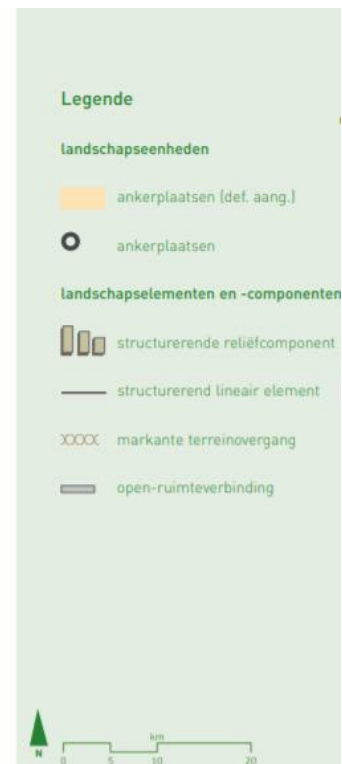 Legende
landschapseenheden
ankerplaatsen (def. aang.)
ankerplaatsen
landschapselementen en -componenten
structurerende reliëfcomponent
structurerend lineair element
markante terreinovergang
open-ruimteverbinding
km
N
0 5 10 20